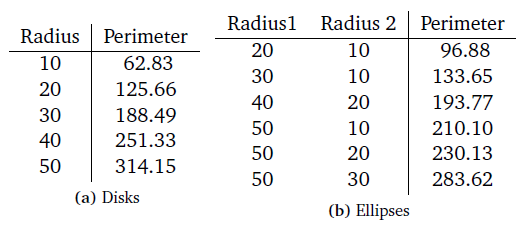 Radius Perimeter
10 62.83
20 125.66
30 188.49
40 251.33
50 314.15
(a) Disks
Radius1 Radius 2 Perimeter
20 10 96.88
30 10 133.65
40 20 193.77
50 10 210.10
50 20 230.13
50 30 283.62
(b) Ellipses